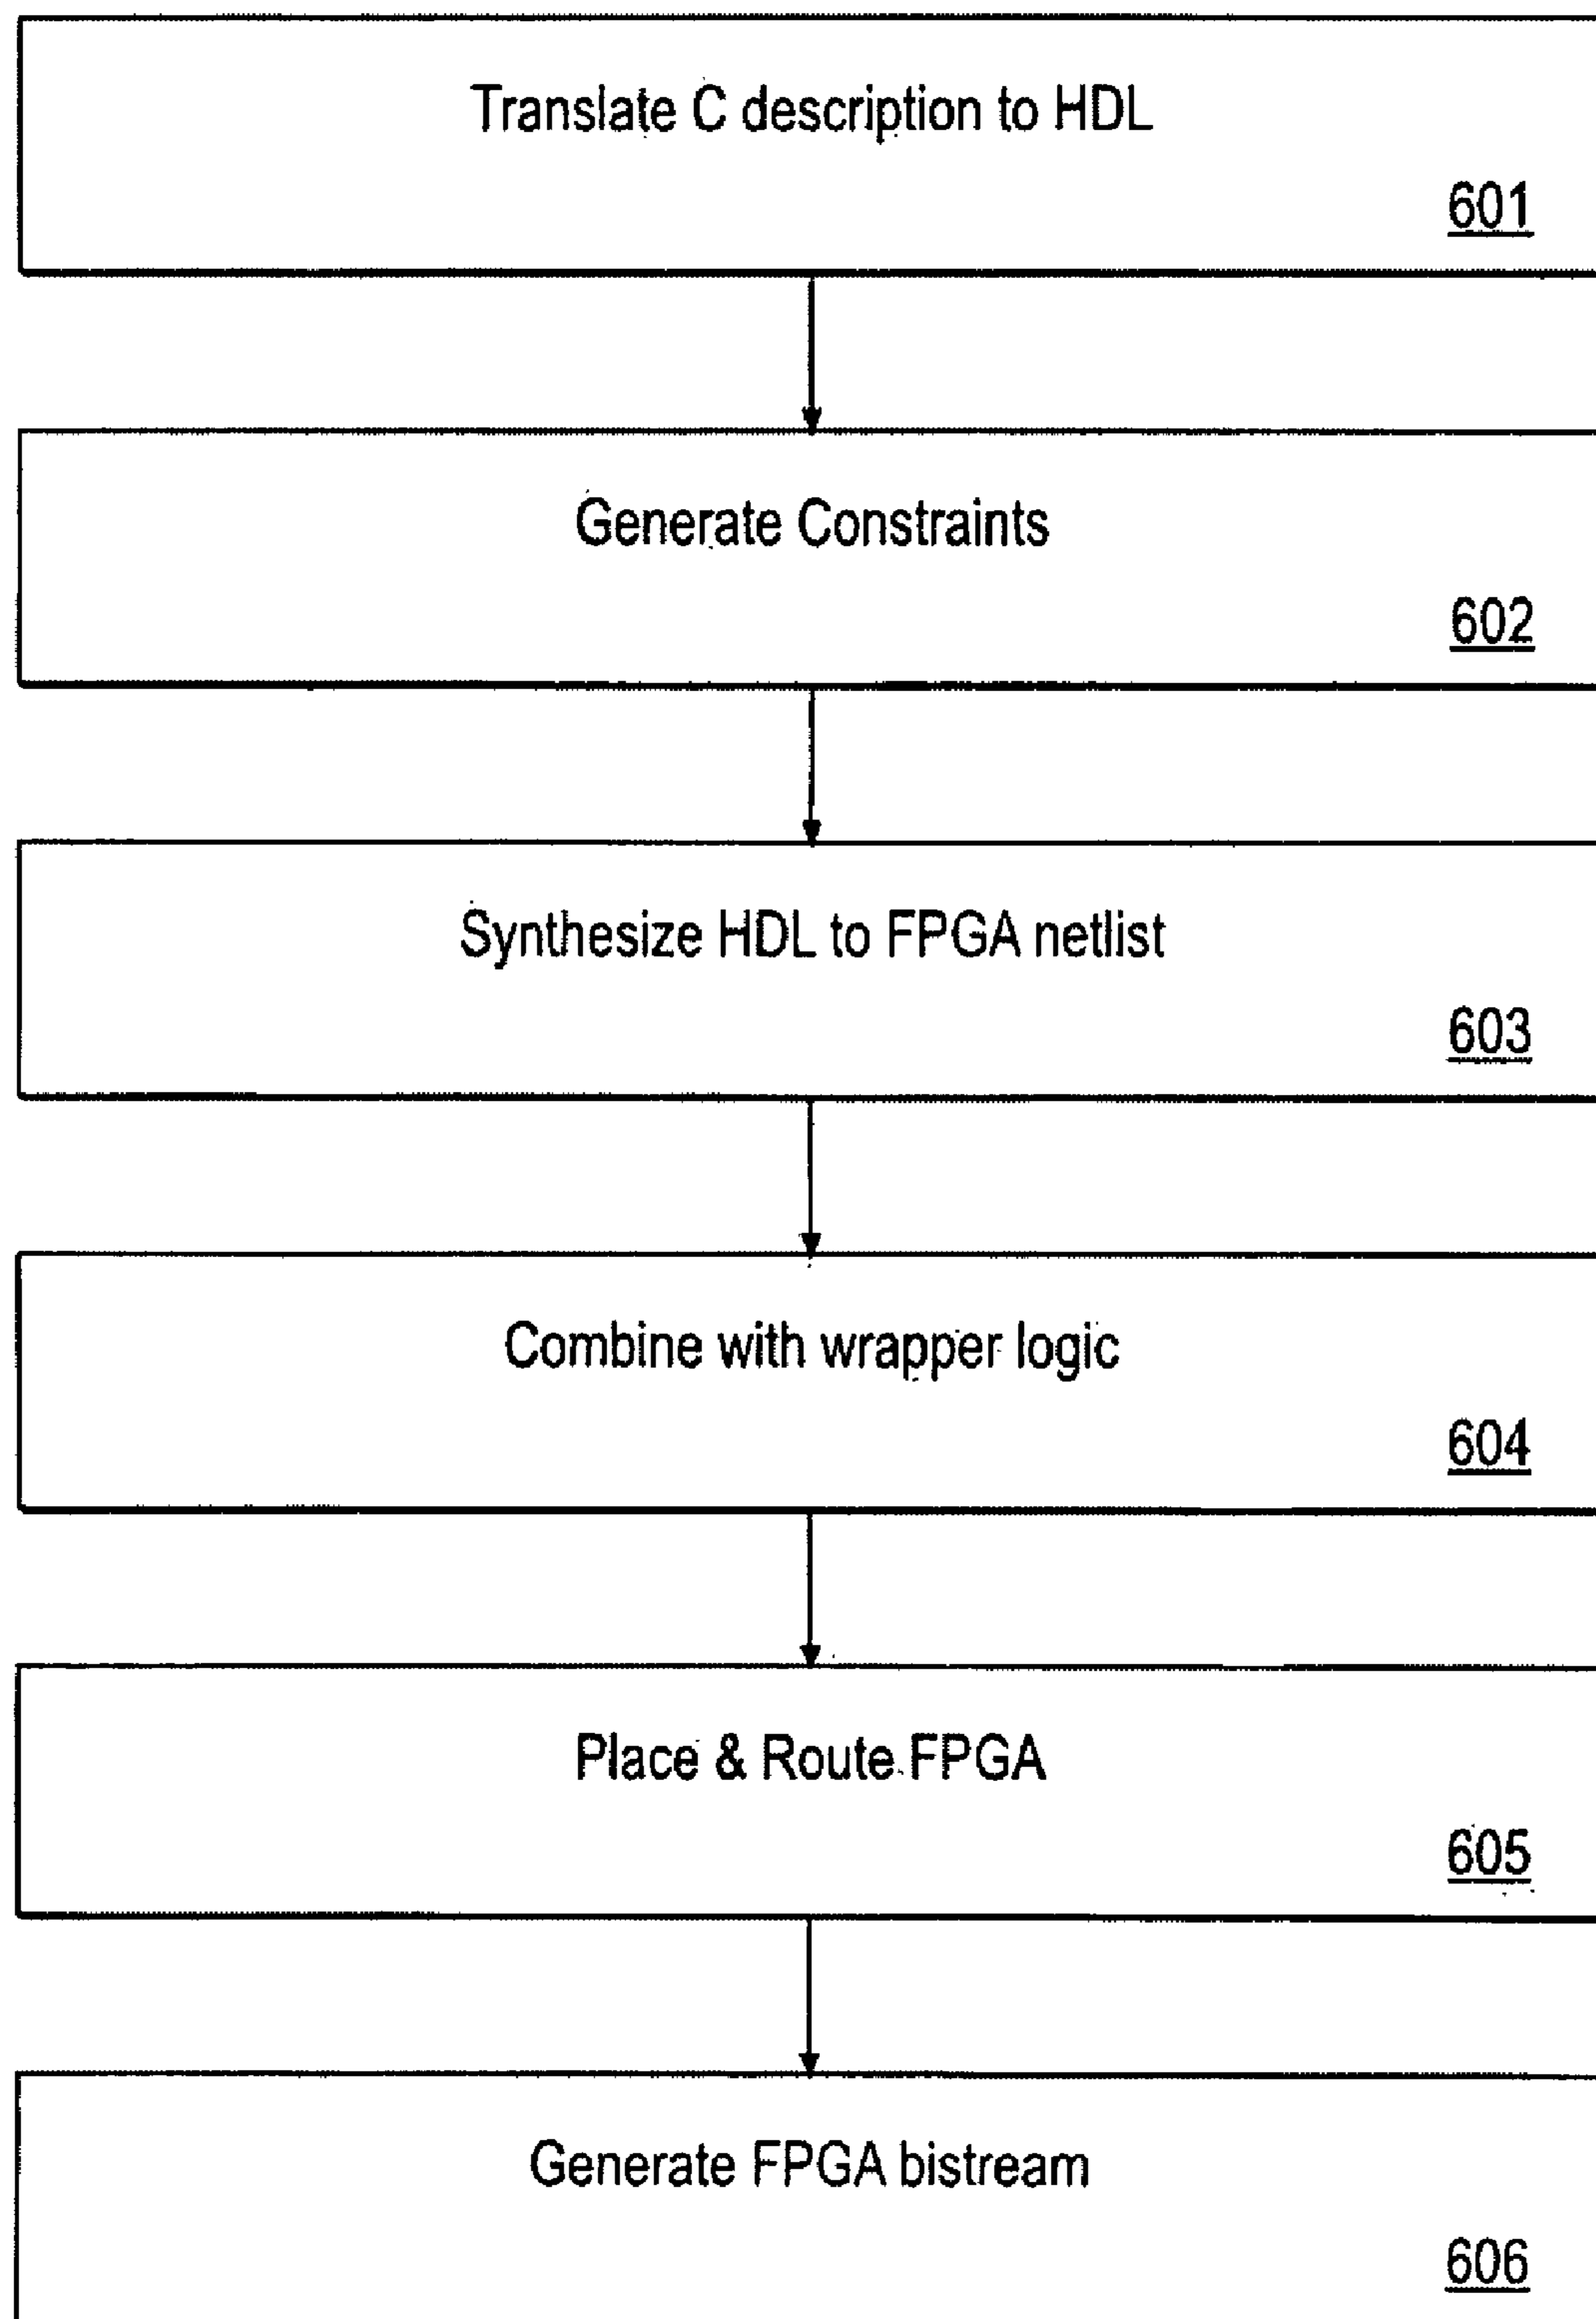 Translate C description to HDL
601
Generate Constraints
602
Synthesize HDL to FPGA netlist
603
Combine with wrapper logic
604
Place & Route FPGA
605
Generate FPGA bistream
606